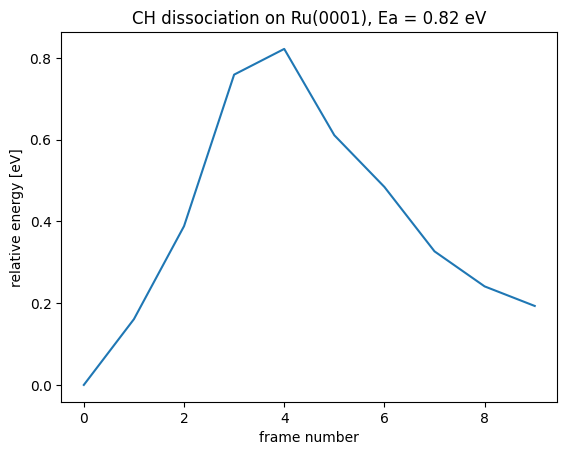 CH dissociation on Ru(0001), Ea = 0.82 eV
relative energy [eV]
0.8
0.6
0.4
0.2
0.0
0 2 4 6 8
frame number